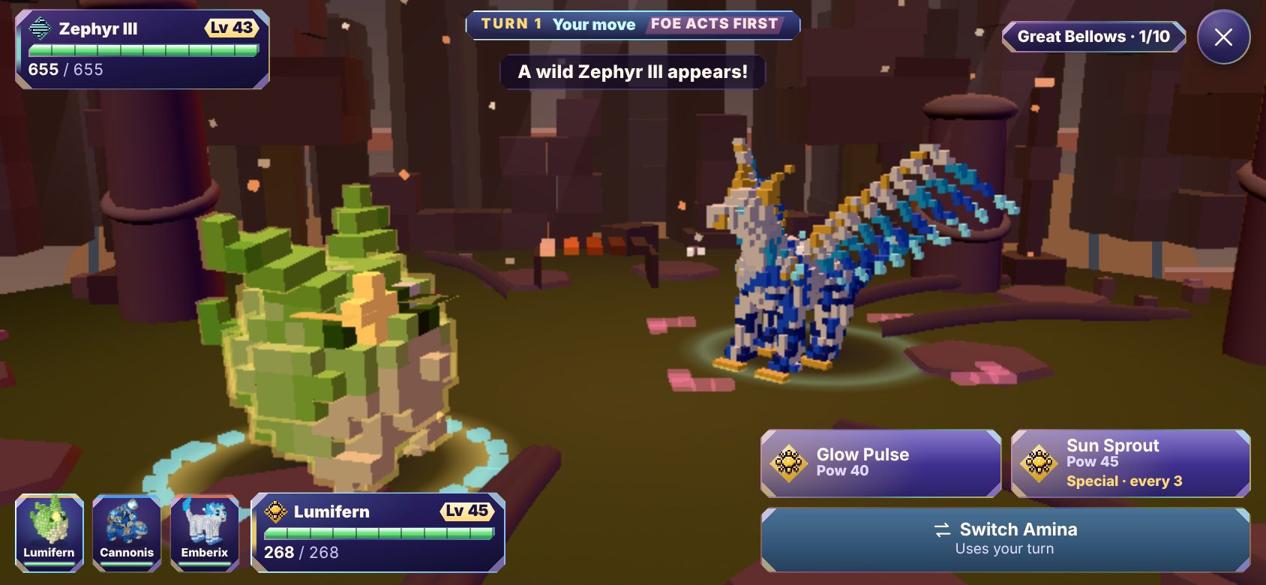 Zephyr III Lv 43
655 / 655
TURN 1 Your move FOE ACTS FIRST
A wild Zephyr III appears!
Great Bellows · 1/10
Glow Pulse
Pow 40
Sun Sprout
Pow 45
Special · every 3
Switch Amina
Uses your turn
Lumifern
Cannonis
Emberix
Lumifern Lv 45
268 / 268